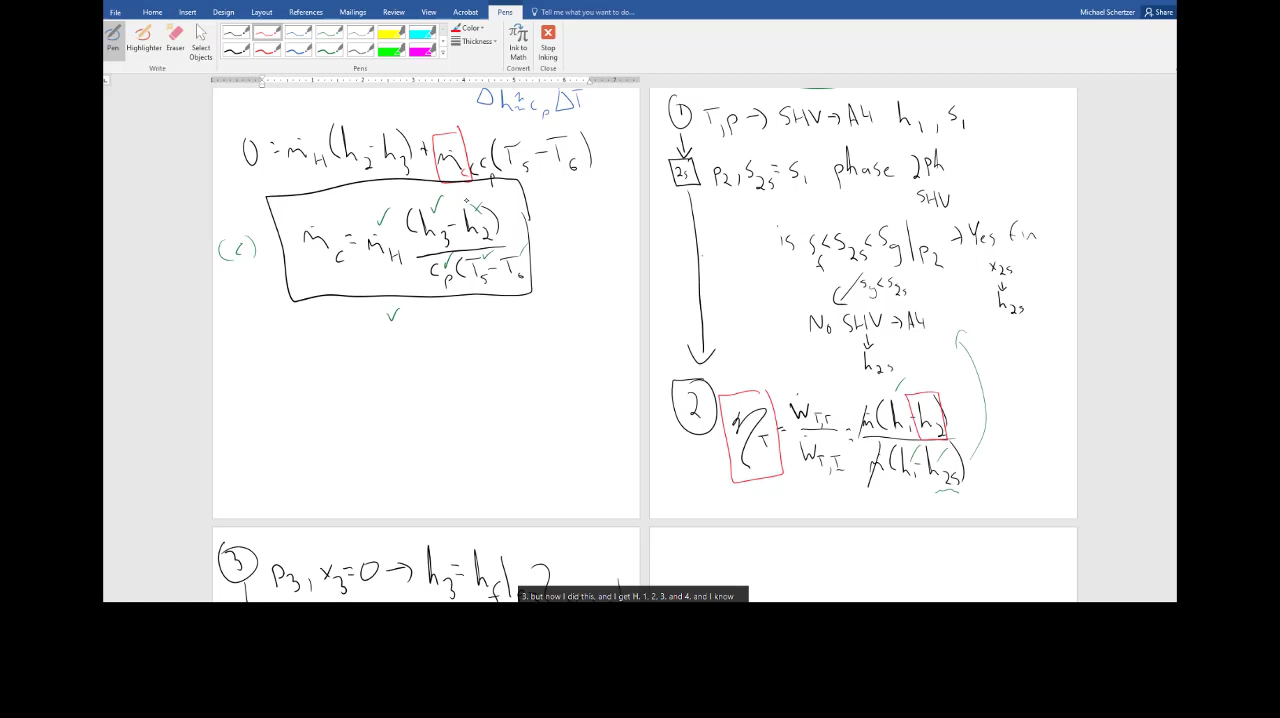 File Home Insert Design Layout References Mailings Review View Acrobat Pens Tell me what you want to do... Michael Schertzer Share
Pen Highlighter Eraser Select Objects Color Thickness Ink to Math Stop Inking
Write Pens Convert Close
Δh ≈ c_p ΔT
0 = ṁ_H (h_2 - h_3) + ṁ_c c_p (T_5 - T_6)
(c) ṁ_c = ṁ_H (h_3 - h_2) / c_p (T_5 - T_6)
① T, p → SHV → A4 h_1, s_1
2s p_2, s_2s = s_1 phase 2ph
SHV
is s_f < s_2s < s_g | p_2 → Yes fin
x_2s
↓
h_2s
s_g < s_2s
No SHV → A4
↓
h_2s
2 η_T = Ẇ_T,T / Ẇ_T,I = ṁ(h_1 - h_2) / ṁ(h_1 - h_2s)
③ p_3, x_3 = 0 → h_3 = h_f|
3, but now I did this, and I get H, 1, 2, 3, and 4, and I know